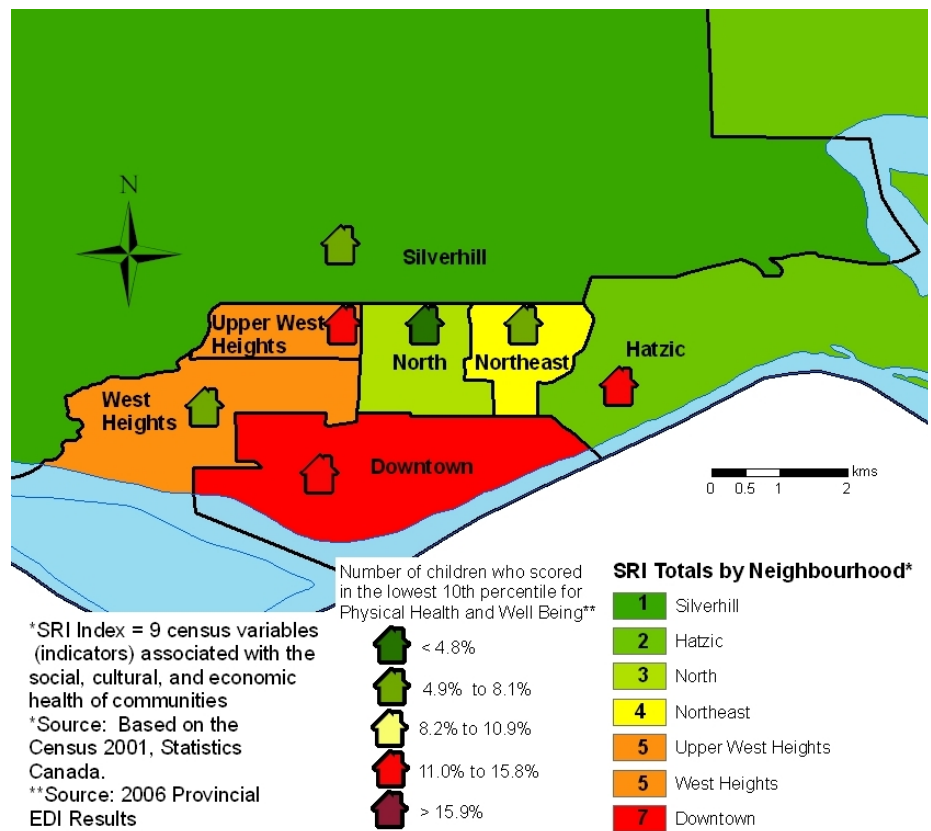 N
Silverhill
Upper West
Heights
North
Northeast
Hatzic
West
Heights
Downtown
kms
0 0.5 1 2
*SRI Index = 9 census variables
(indicators) associated with the
social, cultural, and economic
health of communities
*Source: Based on the
Census 2001, Statistics
Canada.
**Source: 2006 Provincial
EDI Results
Number of children who scored
in the lowest 10th percentile for
Physical Health and Well Being**
< 4.8%
4.9% to 8.1%
8.2% to 10.9%
11.0% to 15.8%
> 15.9%
SRI Totals by Neighbourhood*
1 Silverhill
2 Hatzic
3 North
4 Northeast
5 Upper West Heights
5 West Heights
7 Downtown